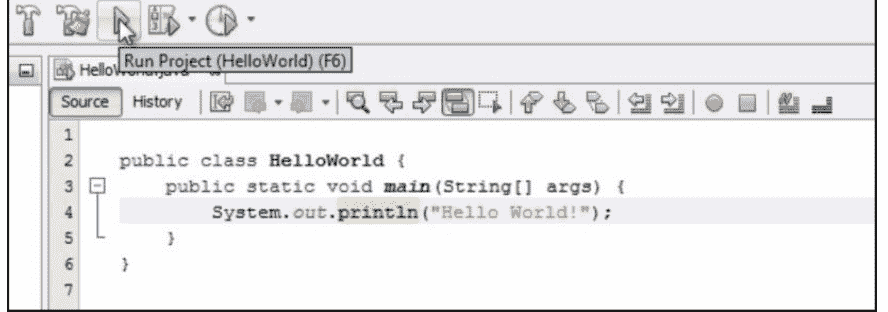 Run Project (HelloWorld) (F6)
Source History
1
2 public class HelloWorld {
3 public static void main(String[] args) {
4 System.out.println("Hello World!");
5 }
6 }
7